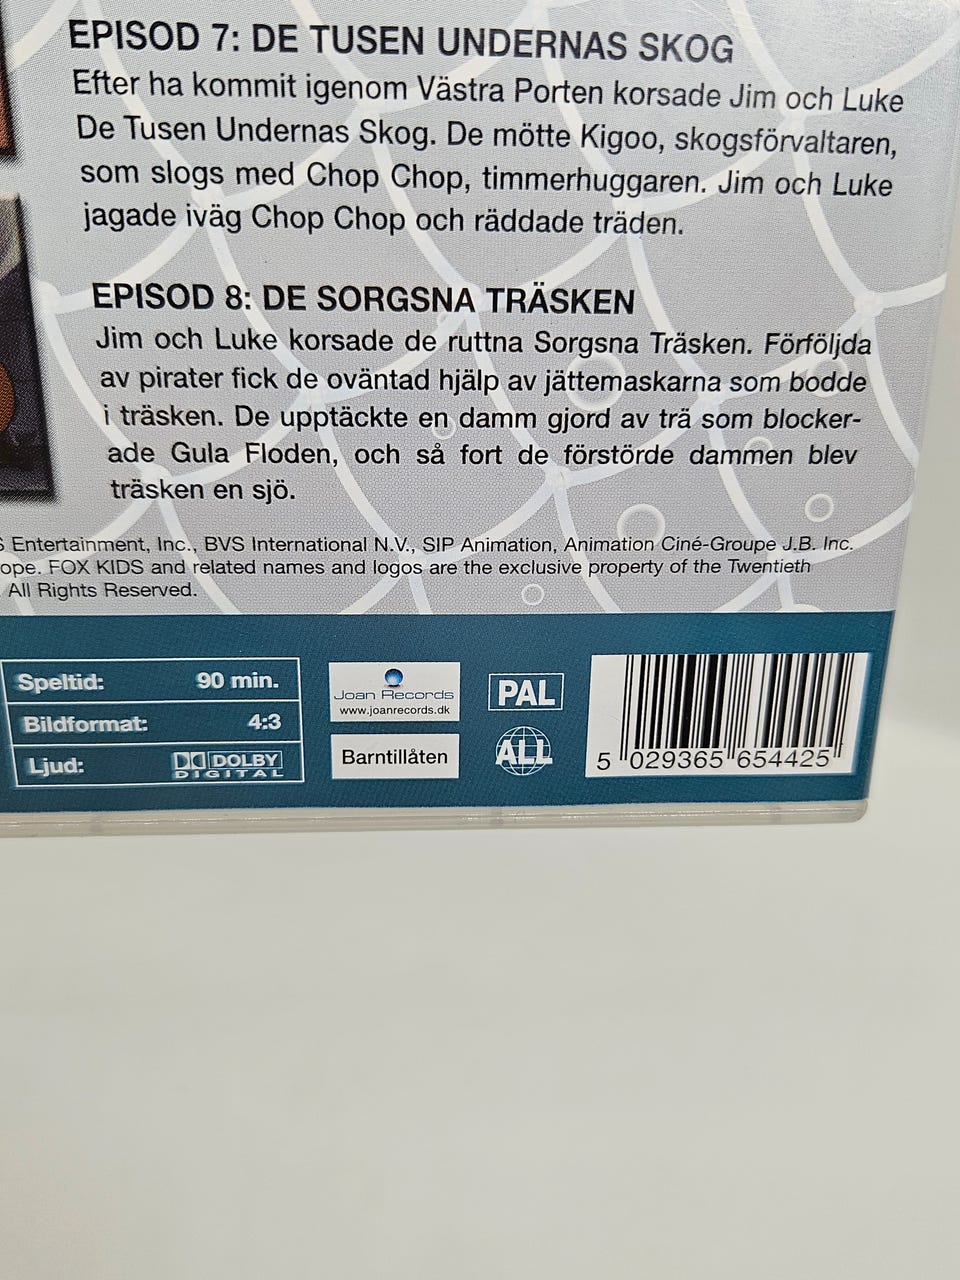 EPISOD 7: DE TUSEN UNDERNAS SKOG
Efter ha kommit igenom Västra Porten korsade Jim och Luke
De Tusen Undernas Skog. De mötte Kigoo, skogsförvaltaren,
som slogs med Chop Chop, timmerhuggaren. Jim och Luke
jagade iväg Chop Chop och räddade träden.
EPISOD 8: DE SORGSNA TRÄSKEN
Jim och Luke korsade de ruttna Sorgsna Träsken. Förföljda
av pirater fick de oväntad hjälp av jättemaskarna som bodde
i träsken. De upptäckte en damm gjord av trä som blocker-
ade Gula Floden, och så fort de förstörde dammen blev
träsken en sjö.
S Entertainment, Inc., BVS International N.V., SIP Animation, Animation Ciné-Groupe J.B. Inc.
ope. FOX KIDS and related names and logos are the exclusive property of the Twentieth
All Rights Reserved.
Speltid: 90 min.
Bildformat: 4:3
Ljud: DOLBY
DIGITAL
Joan Records
www.joanrecords.dk
Barntillåten
PAL
ALL
5 029365 654425